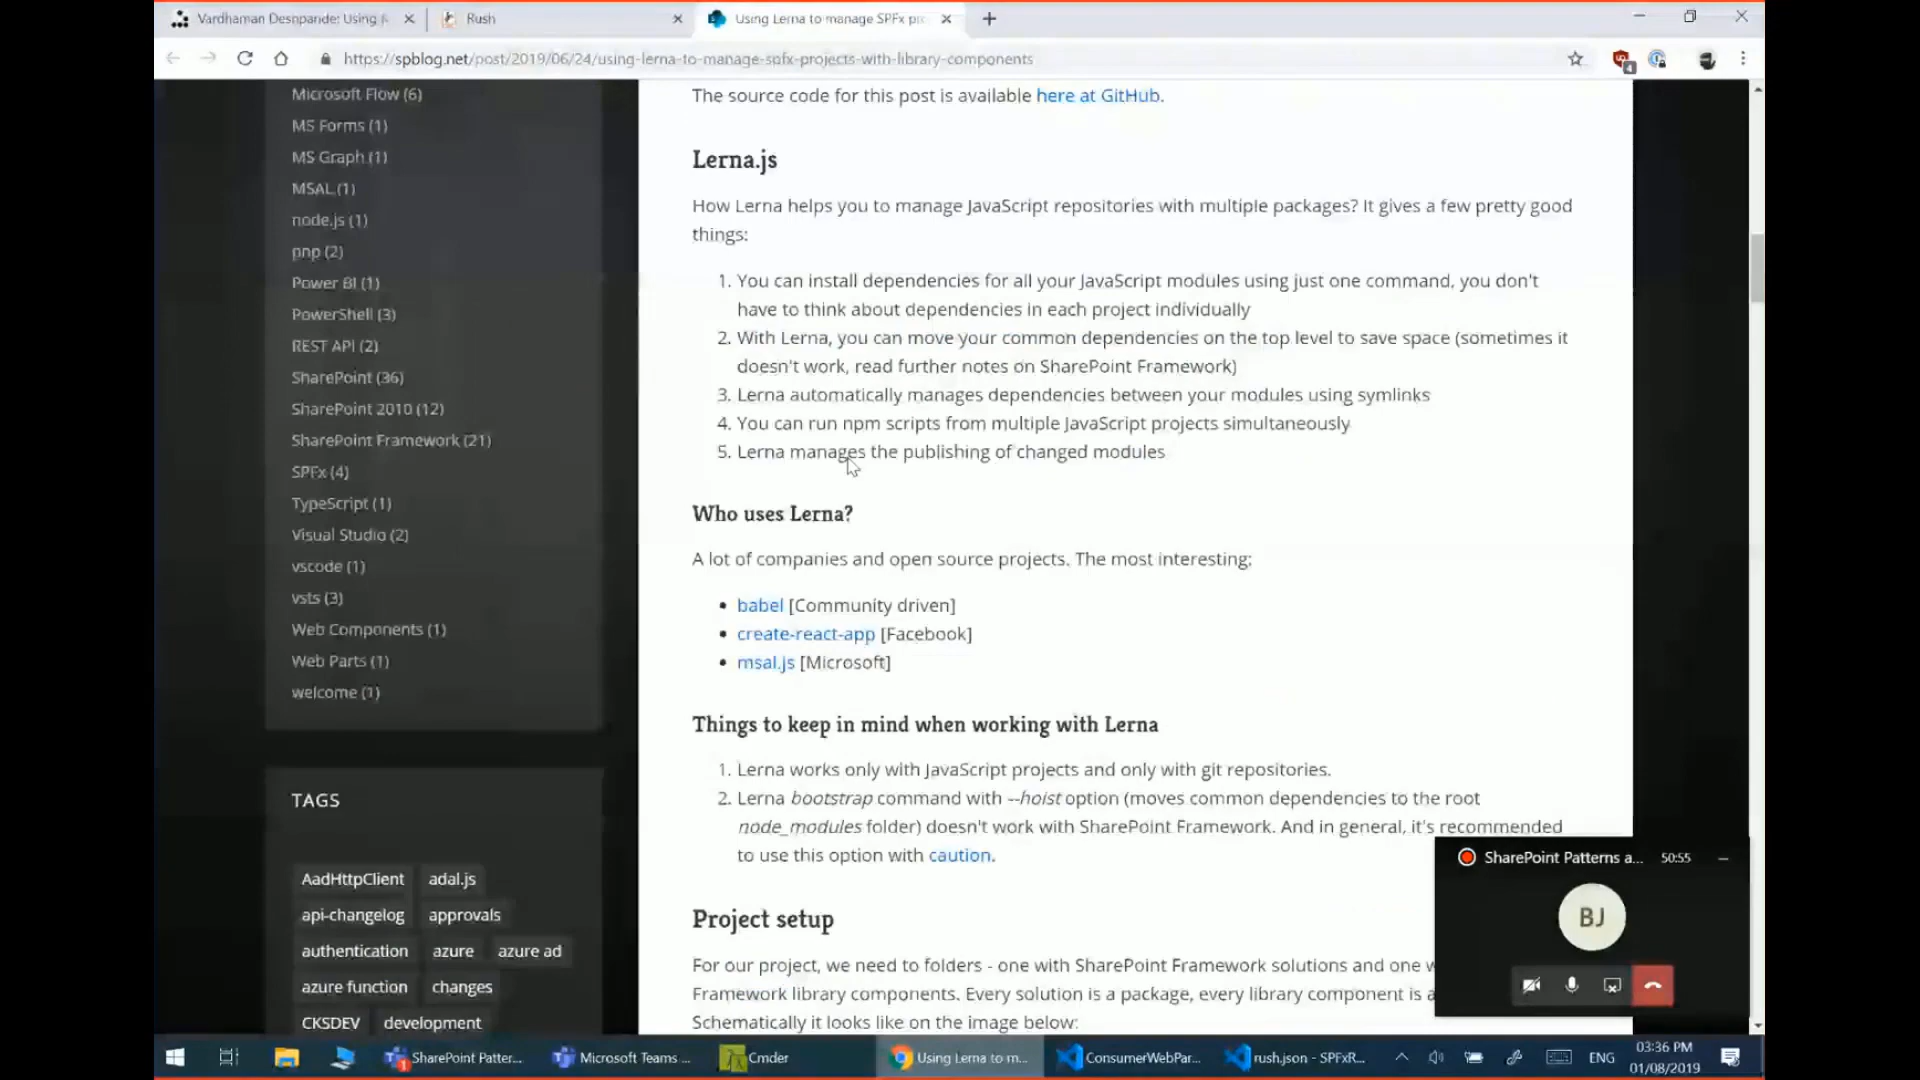 Vardhaman Deshpande: Using
Rush
Using Lerna to manage SPFx pr
https://spblog.net/post/2019/06/24/using-lerna-to-manage-spfx-projects-with-library-components
4
Microsoft Flow (6)
MS Forms (1)
MS Graph (1)
MSAL (1)
node.js (1)
pnp (2)
Power BI (1)
PowerShell (3)
REST API (2)
SharePoint (36)
SharePoint 2010 (12)
SharePoint Framework (21)
SPFx (4)
TypeScript (1)
Visual Studio (2)
vscode (1)
vsts (3)
Web Components (1)
Web Parts (1)
welcome (1)
TAGS
AadHttpClient adal.js
api-changelog approvals
authentication azure azure ad
azure function changes
CKSDEV development
The source code for this post is available here at GitHub.
Lerna.js
How Lerna helps you to manage JavaScript repositories with multiple packages? It gives a few pretty good
things:
1. You can install dependencies for all your JavaScript modules using just one command, you don't
have to think about dependencies in each project individually
2. With Lerna, you can move your common dependencies on the top level to save space (sometimes it
doesn't work, read further notes on SharePoint Framework)
3. Lerna automatically manages dependencies between your modules using symlinks
4. You can run npm scripts from multiple JavaScript projects simultaneously
5. Lerna manages the publishing of changed modules
Who uses Lerna?
A lot of companies and open source projects. The most interesting:
• babel [Community driven]
• create-react-app [Facebook]
• msal.js [Microsoft]
Things to keep in mind when working with Lerna
1. Lerna works only with JavaScript projects and only with git repositories.
2. Lerna bootstrap command with --hoist option (moves common dependencies to the root
node_modules folder) doesn't work with SharePoint Framework. And in general, it's recommended
to use this option with caution.
Project setup
For our project, we need to folders - one with SharePoint Framework solutions and one w
Framework library components. Every solution is a package, every library component is a
Schematically it looks like on the image below:
SharePoint Patterns a... 50:55
BJ
SharePoint Patter...
Microsoft Teams ...
Cmder
Using Lerna to m...
ConsumerWebPar...
rush.json - SPFxR...
ENG
03:36 PM
01/08/2019